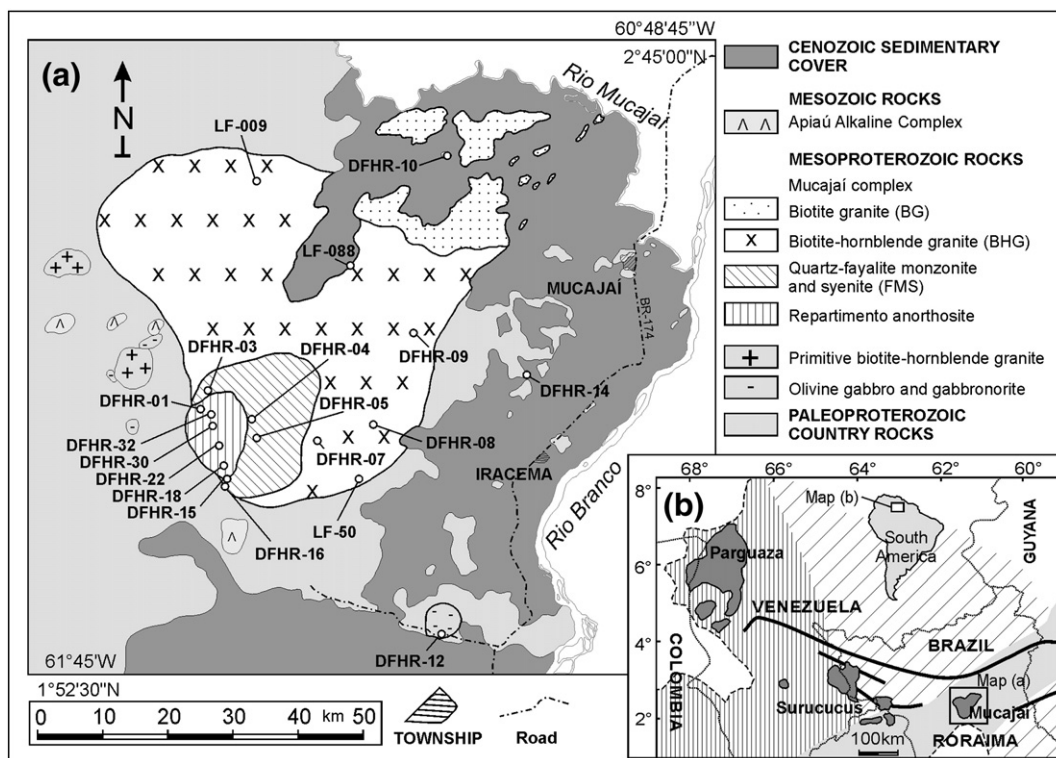 60°48'45"W
2°45'00"N
(a)
N
Rio Mucajaí
LF-009
DFHR-10
LF-088
MUCAJAÍ
BR-174
DFHR-03
DFHR-04
DFHR-09
DFHR-14
DFHR-01
DFHR-05
DFHR-32
DFHR-08
DFHR-30
DFHR-07
DFHR-22
IRACEMA
DFHR-18
DFHR-15
LF-50
DFHR-16
Rio Branco
DFHR-12
61°45'W
1°52'30"N
0 10 20 30 km 40 50
TOWNSHIP
Road
CENOZOIC SEDIMENTARY
COVER
MESOZOIC ROCKS
Apiaú Alkaline Complex
MESOPROTEROZOIC ROCKS
Mucajaí complex
Biotite granite (BG)
Biotite-hornblende granite (BHG)
Quartz-fayalite monzonite
and syenite (FMS)
Repartimento anorthosite
Primitive biotite-hornblende granite
Olivine gabbro and gabbronorite
PALEOPROTEROZOIC
COUNTRY ROCKS
68° 66° 64° 62° 60°
8°
(b)
Map (b)
South
America
GUYANA
Parguaza
6°
VENEZUELA
4°
BRAZIL
COLOMBIA
Map (a)
Surucucus
Mucajaí
2°
100km
RÓRAIMA